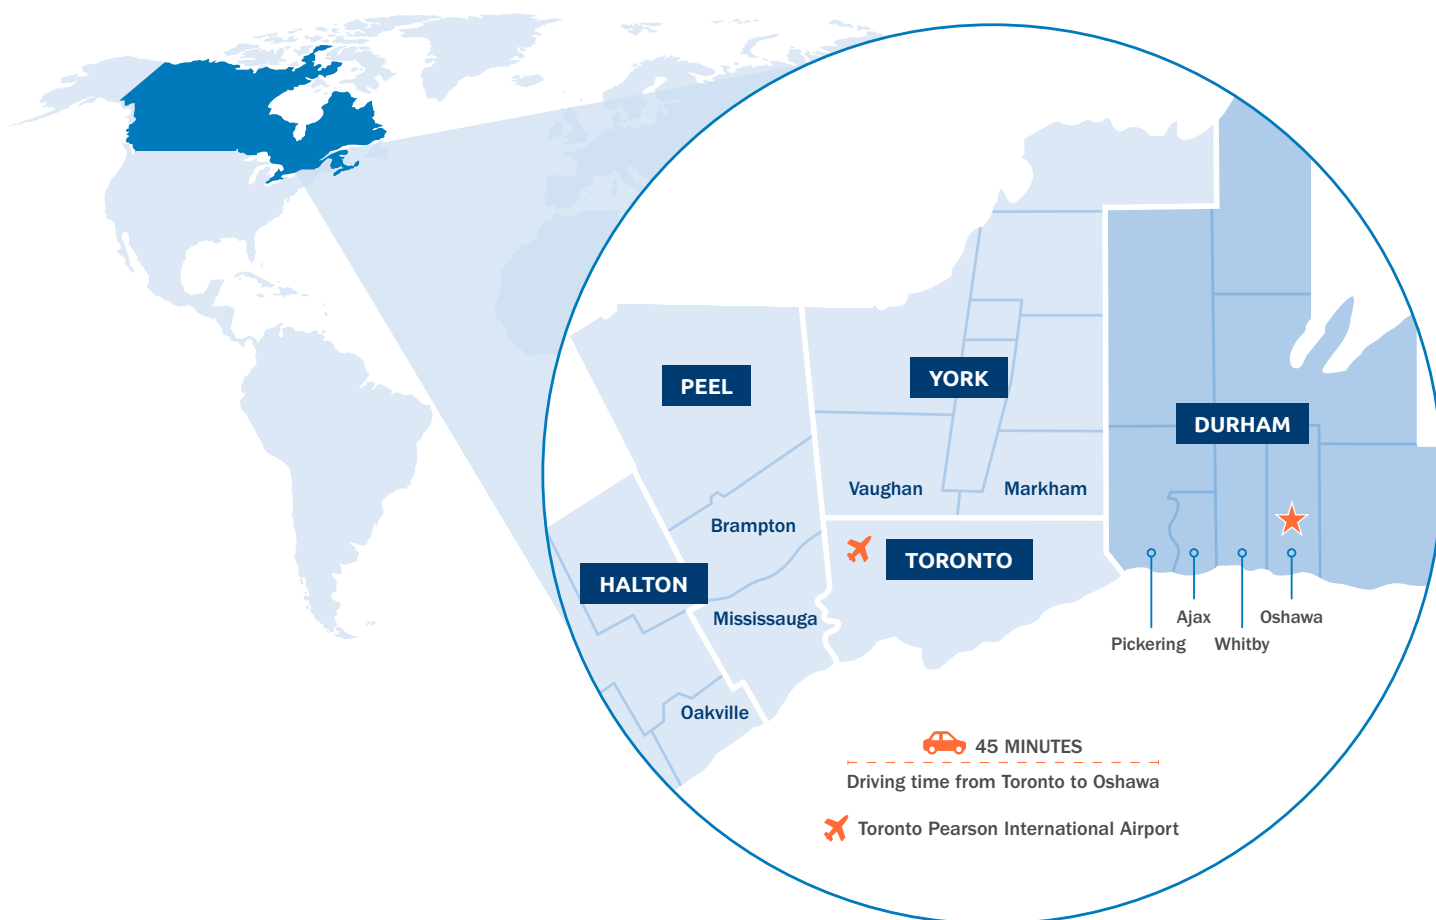 PEEL
YORK
DURHAM
Vaughan
Markham
Brampton
TORONTO
HALTON
Mississauga
Ajax
Oshawa
Pickering
Whitby
Oakville
45 MINUTES
Driving time from Toronto to Oshawa
Toronto Pearson International Airport